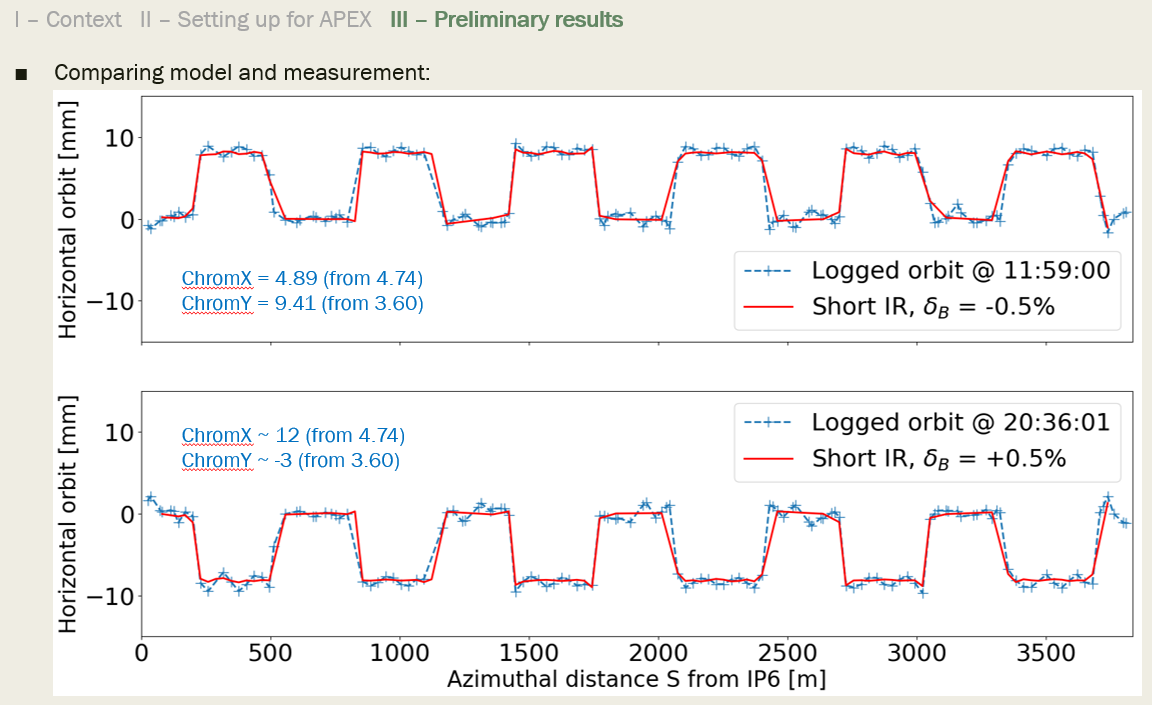 I – Context II – Setting up for APEX III – Preliminary results
■ Comparing model and measurement:
Horizontal orbit [mm]
10
0
−10
ChromX = 4.89 (from 4.74)
ChromY = 9.41 (from 3.60)
Logged orbit @ 11:59:00
Short IR, δB = -0.5%
Horizontal orbit [mm]
10
0
−10
ChromX ~ 12 (from 4.74)
ChromY ~ -3 (from 3.60)
Logged orbit @ 20:36:01
Short IR, δB = +0.5%
0 500 1000 1500 2000 2500 3000 3500
Azimuthal distance S from IP6 [m]